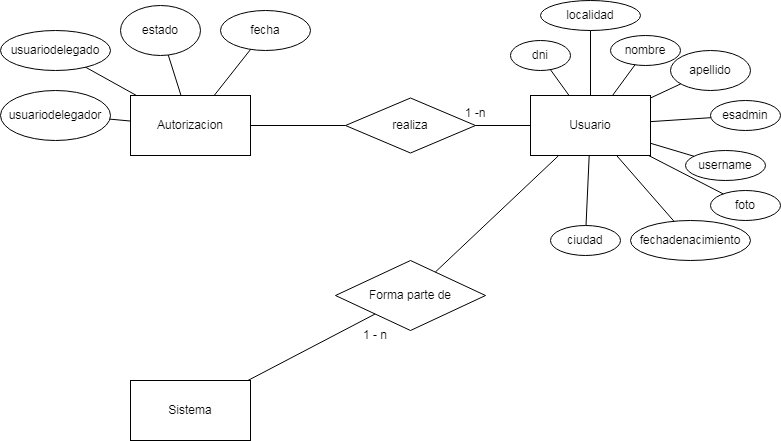 localidad
estado
fecha
usuariodelegado
nombre
dni
apellido
usuariodelegador
esadmin
1 -n
Autorizacion
realiza
Usuario
username
foto
ciudad
fechadenacimiento
Forma parte de
1 - n
Sistema